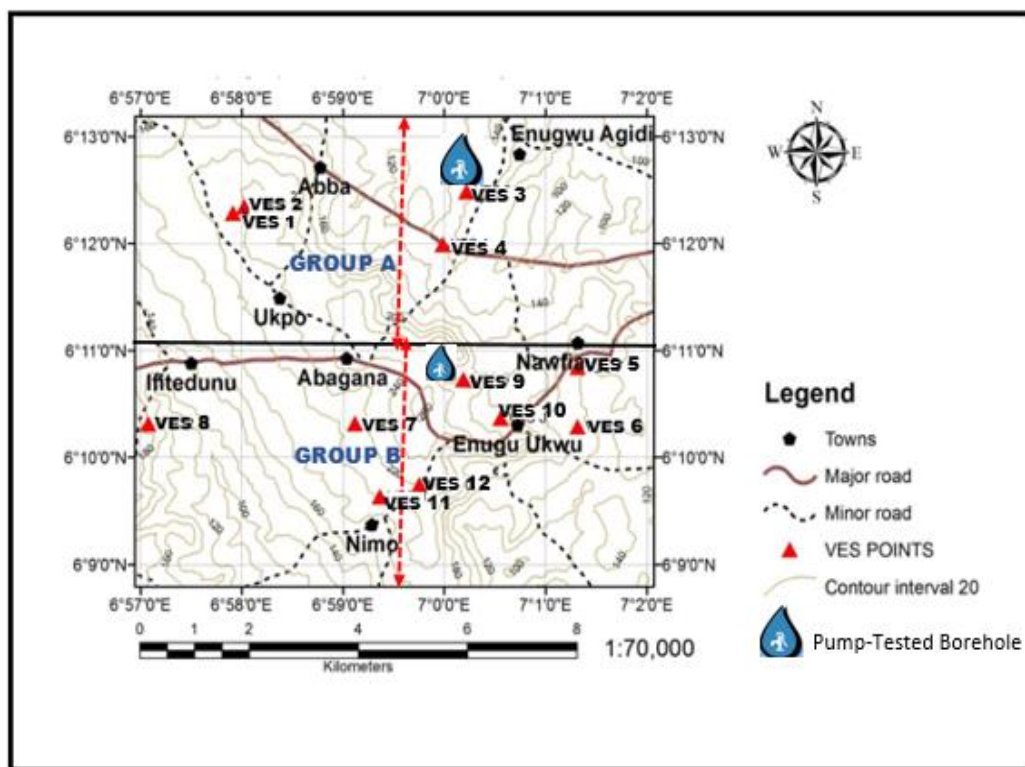 6°57'0"E 6°58'0"E 6°59'0"E 7°0'0"E 7°1'0"E 7°2'0"E
N
W E
S
6°13'0"N 6°13'0"N
Enugwu Agidi
Abba
VES 3
VES 2
VES 1
6°12'0"N 6°12'0"N
VES 4
GROUP A
Ukpo
6°11'0"N 6°11'0"N
Nawfia
VES 5
Ifitedunu
Abagana
VES 9
VES 10
VES 8
VES 7
VES 6
Enugu Ukwu
GROUP B
6°10'0"N 6°10'0"N
VES 12
VES 11
Nimo
6°9'0"N 6°9'0"N
6°57'0"E 6°58'0"E 6°59'0"E 7°0'0"E 7°1'0"E 7°2'0"E
0 1 2 4 6 8
Kilometers
1:70,000
Legend
Towns
Major road
Minor road
VES POINTS
Contour interval 20
Pump-Tested Borehole